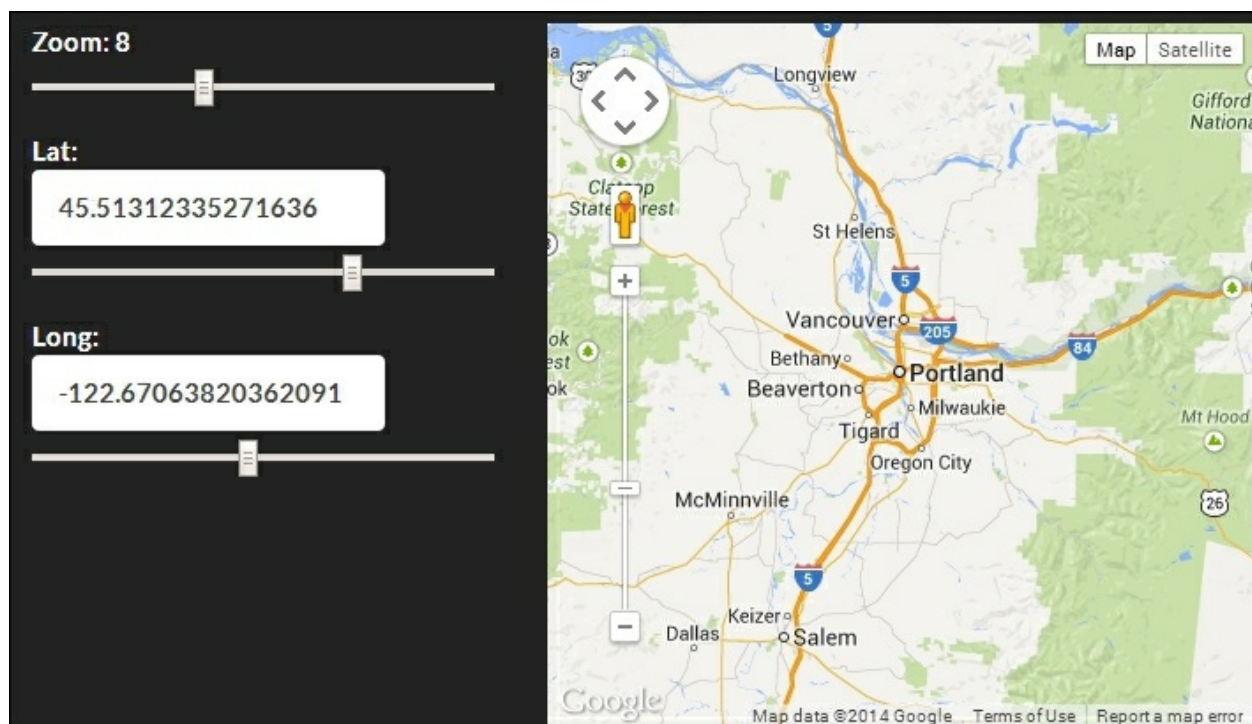 Zoom: 8
Lat:
45.51312335271636
Long:
-122.67063820362091
Map
Satellite
5
Longview
Gifford
Nationa
Clatsop
State Forest
St Helens
5
Vancouver
205
84
Bethany
Portland
Beaverton
Milwaukie
Tigard
Mt Hood
Oregon City
McMinnville
26
5
Keizer
Dallas
Salem
Google
Map data ©2014 Google
Terms of Use
Report a map error